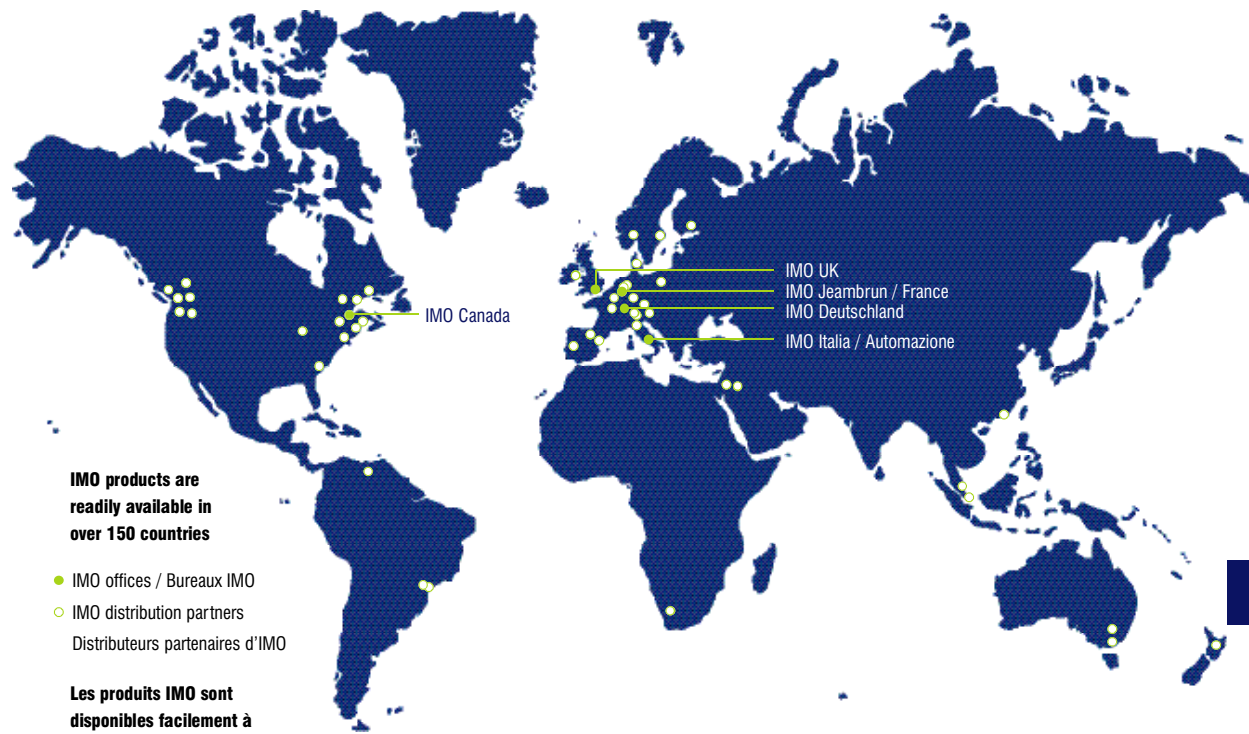 IMO UK
IMO Jeambrun / France
IMO Deutschland
IMO Canada
IMO Italia / Automazione
IMO products are
readily available in
over 150 countries
IMO offices / Bureaux IMO
IMO distribution partners
Distributeurs partenaires d'IMO
Les produits IMO sont
disponibles facilement à